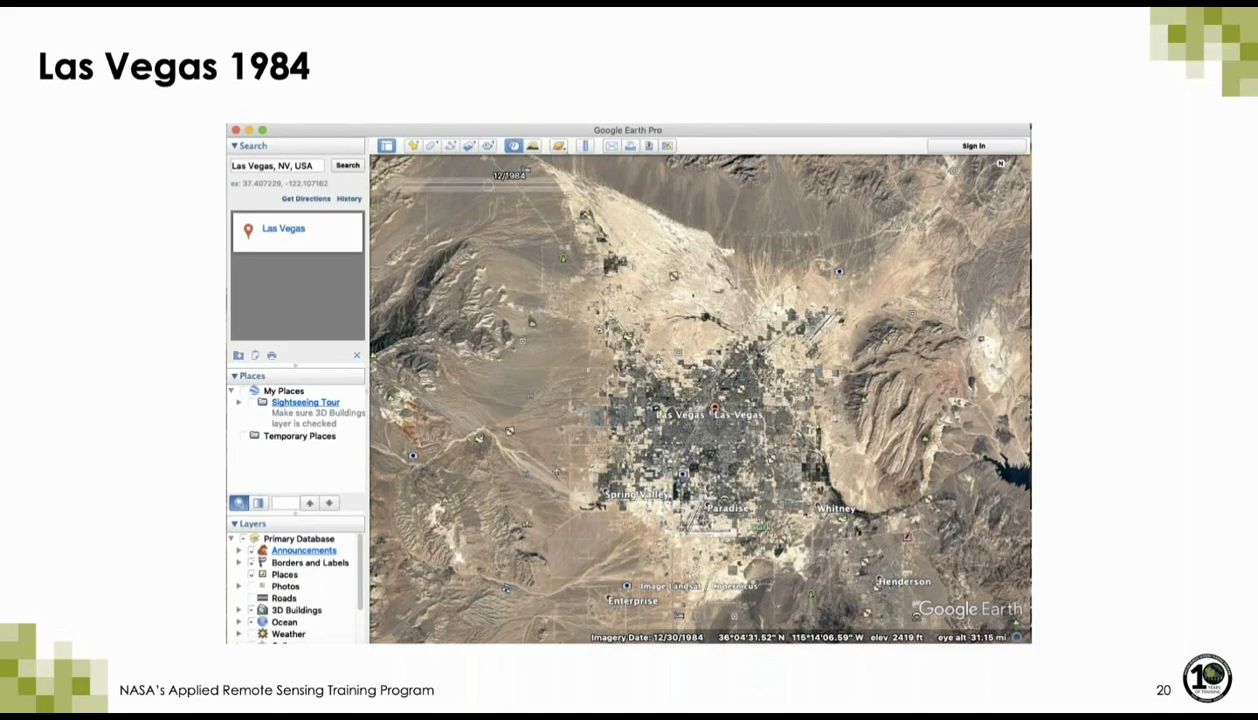 Las Vegas 1984
Google Earth Pro
Search
Sign in
Las Vegas, NV, USA
Search
ex: 37.407229, -122.107162
Get Directions History
Las Vegas
12/1984
N
Places
My Places
Sightseeing Tour
Make sure 3D Buildings
layer is checked
Temporary Places
Layers
Primary Database
Announcements
Borders and Labels
Places
Photos
Roads
3D Buildings
Ocean
Weather
Las Vegas Las Vegas
Spring Valley
Paradise
Whitney
Henderson
Image Landsat / Copernicus
Enterprise
Google Earth
Imagery Date: 12/30/1984 36°04'31.52" N 115°14'06.59" W elev 2419 ft eye alt 31.15 mi
NASA's Applied Remote Sensing Training Program
20
10
YEARS
OF TRAINING